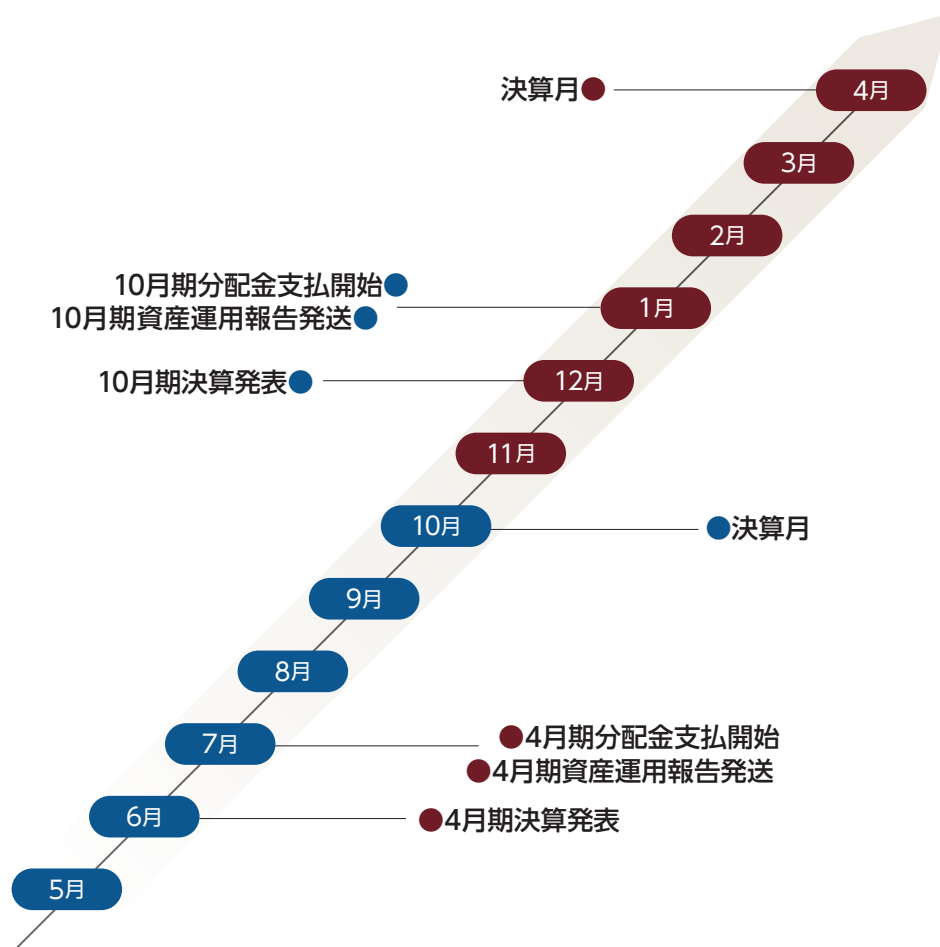 決算月
4月
3月
2月
10月期分配金支払開始
10月期資産運用報告発送
1月
10月期決算発表
12月
11月
10月
決算月
9月
8月
7月
4月期分配金支払開始
4月期資産運用報告発送
6月
4月期決算発表
5月